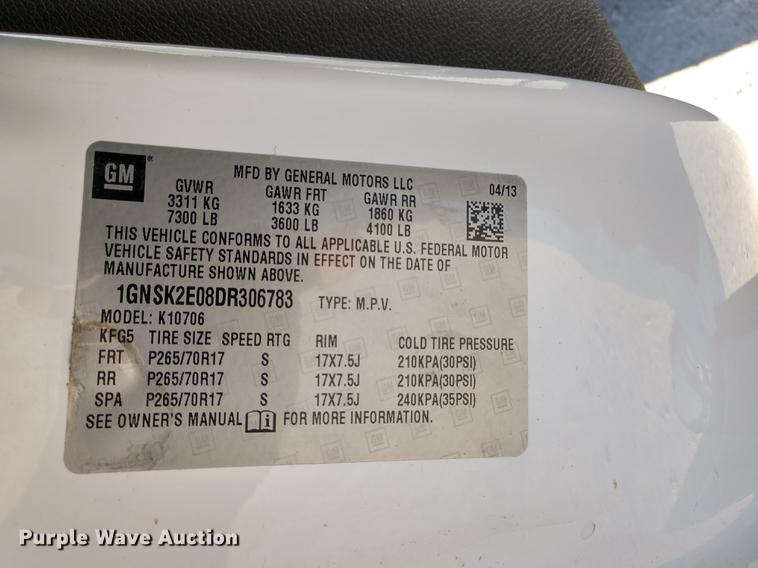 GM
MFD BY GENERAL MOTORS LLC
04/13
GVWR GAWR FRT GAWR RR
3311 KG 1633 KG 1860 KG
7300 LB 3600 LB 4100 LB
THIS VEHICLE CONFORMS TO ALL APPLICABLE U.S. FEDERAL MOTOR
VEHICLE SAFETY STANDARDS IN EFFECT ON THE DATE OF
MANUFACTURE SHOWN ABOVE.
1GNSK2E08DR306783 TYPE: M.P.V.
MODEL: K10706
KFG5 TIRE SIZE SPEED RTG RIM COLD TIRE PRESSURE
FRT P265/70R17 S 17X7.5J 210KPA(30PSI)
RR P265/70R17 S 17X7.5J 210KPA(30PSI)
SPA P265/70R17 S 17X7.5J 240KPA(35PSI)
SEE OWNER'S MANUAL i FOR MORE INFORMATION.
Purple Wave Auction